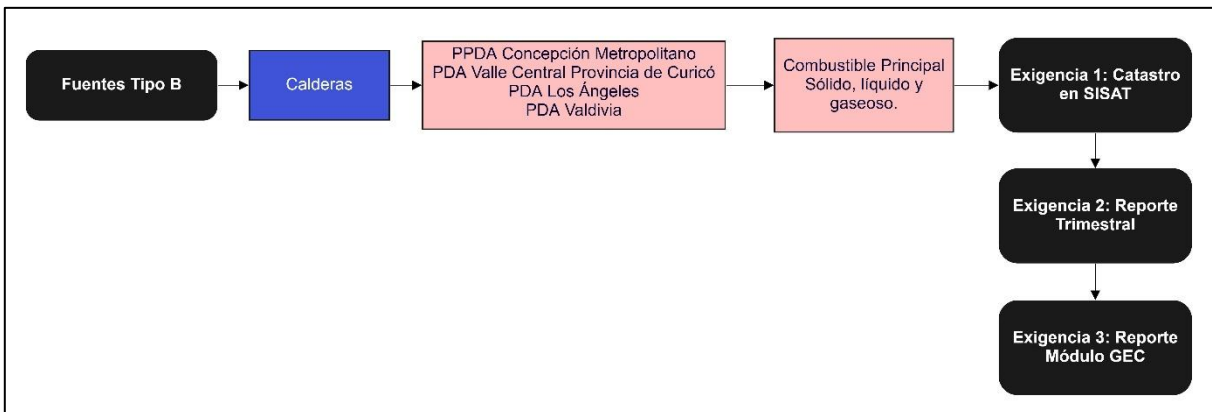 Fuentes Tipo B
Calderas
PPDA Concepción Metropolitano
PDA Valle Central Provincia de Curicó
PDA Los Ángeles
PDA Valdivia
Combustible Principal
Sólido, líquido y
gaseoso.
Exigencia 1: Catastro
en SISAT
Exigencia 2: Reporte
Trimestral
Exigencia 3: Reporte
Módulo GEC